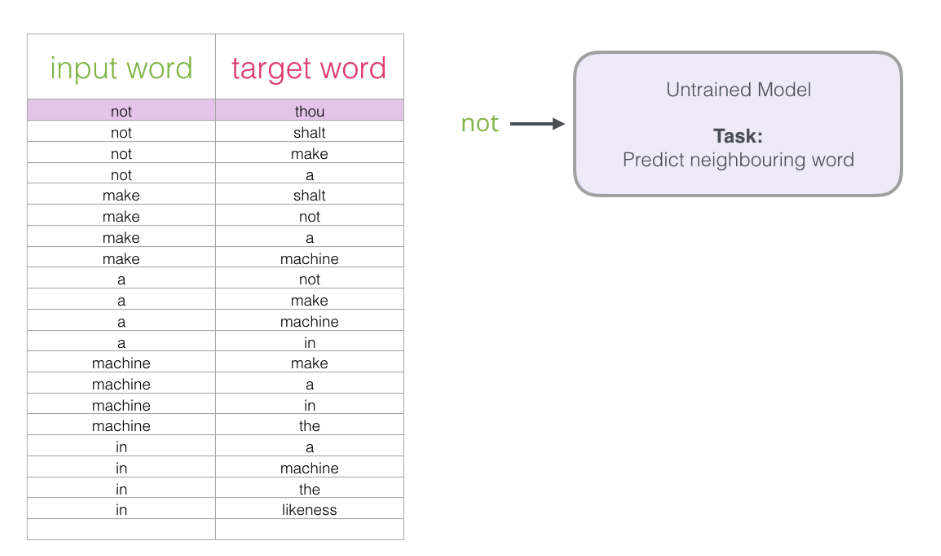 input word target word
not thou
not shalt
not make
not a
make shalt
make not
make a
make machine
a not
a make
a machine
a in
machine make
machine a
machine in
machine the
in a
in machine
in the
in likeness
not
Untrained Model
Task:
Predict neighbouring word